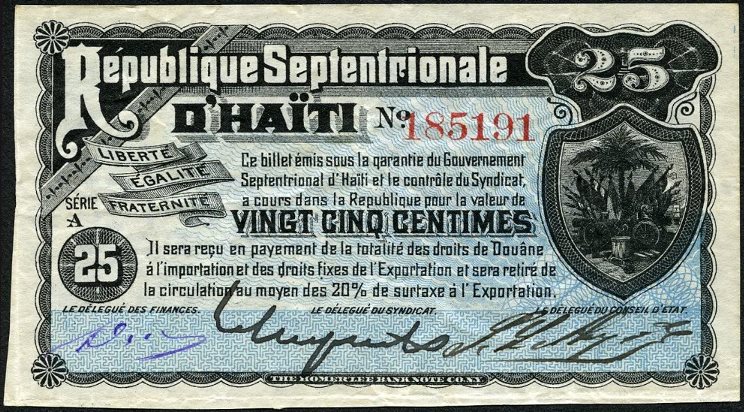 République Septentrionale
25
D'HAÏTI
No. 185191
LIBERTÉ
ÉGALITÉ
FRATERNITÉ
SÉRIE
A
25
Ce billet émis sous la garantie du Gouvernement
Septentrional d'Haïti et le contrôle du Syndicat,
a cours dans la Republique pour la valeur de
VINGT CINQ CENTIMES
Il sera reçu en payement de la totalité des droits de Douâne
á l'importation et des droits fixes de l'Exportation et sera retiré de
la circulation au moyen des 20% de surtaxe à l'Exportation.
LE DÉLÉGUÉ DES FINANCES.
LE DÉLÉGUÉ DU SYNDICAT.
LE DÉLÉGUÉ DU CONSEIL D'ÉTAT.
THE HOMER LEE BANK NOTE CO. NY